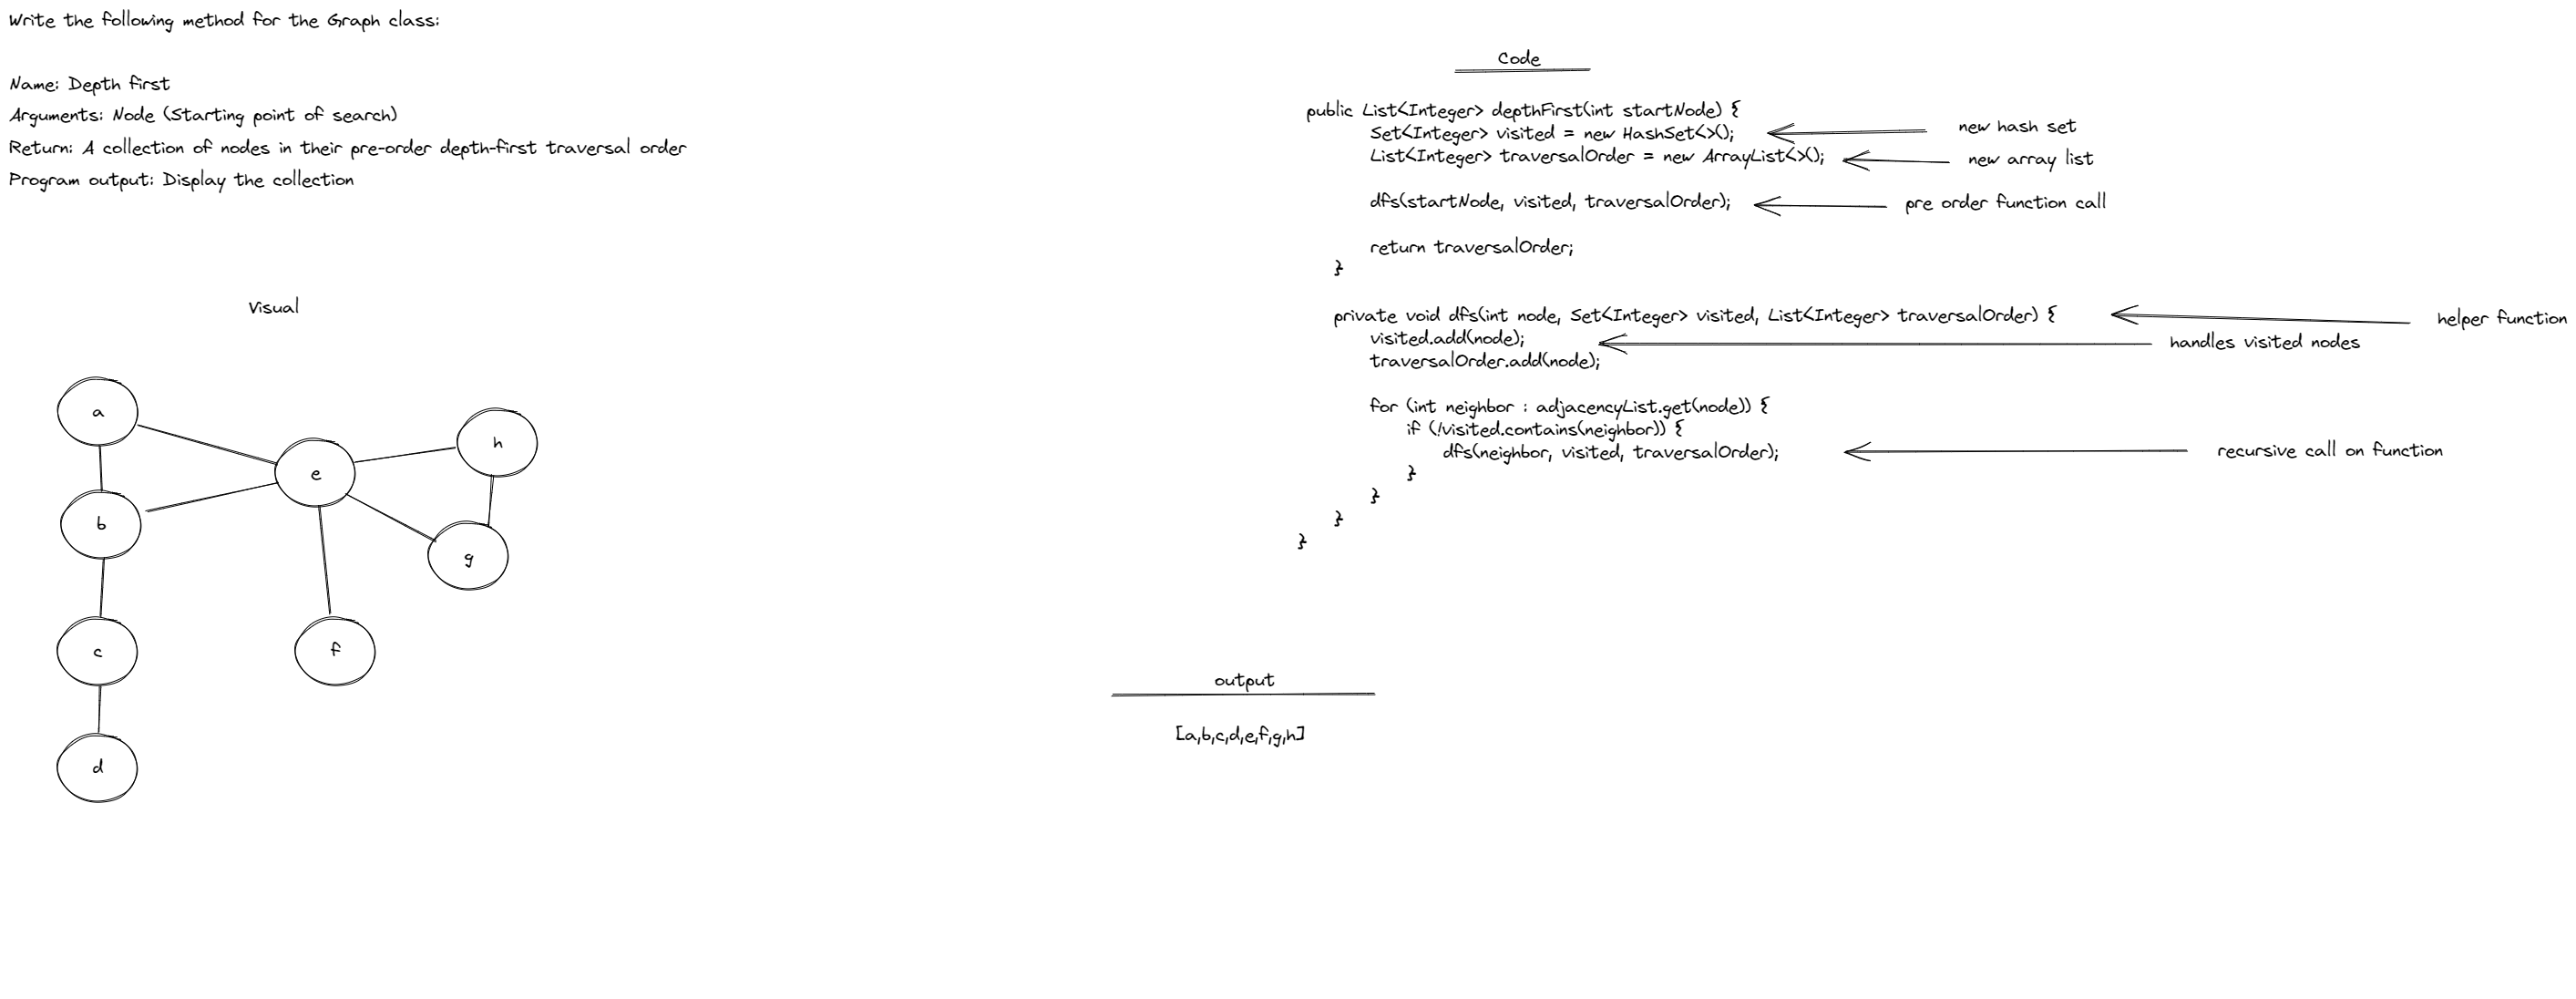 Write the following method for the Graph class:
Name: Depth first
Arguments: Node (Starting point of search)
Return: A collection of nodes in their pre-order depth-first traversal order
Program output: Display the collection
Visual
a
h
e
b
g
c
f
d
Code
public List<Integer> depthFirst(int startNode) {
Set<Integer> visited = new HashSet<>(); new hash set
List<Integer> traversalOrder = new ArrayList<>(); new array list
dfs(startNode, visited, traversalOrder); pre order function call
return traversalOrder;
}
private void dfs(int node, Set<Integer> visited, List<Integer> traversalOrder) { helper function
visited.add(node); handles visited nodes
traversalOrder.add(node);
for (int neighbor : adjacencyList.get(node)) {
if (!visited.contains(neighbor)) {
dfs(neighbor, visited, traversalOrder); recursive call on function
}
}
}
}
output
[a,b,c,d,e,f,g,h]